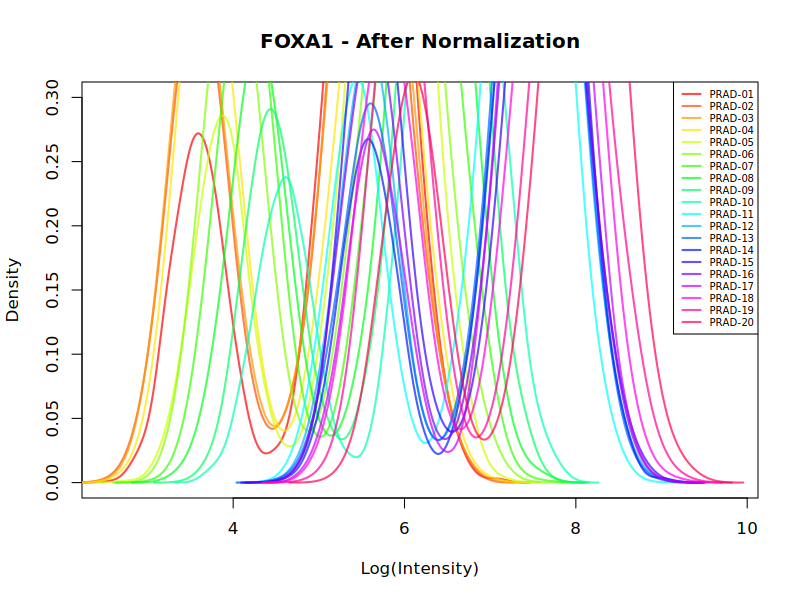 FOXA1 - After Normalization
Density
0.30
0.25
0.20
0.15
0.10
0.05
0.00
PRAD-01
PRAD-02
PRAD-03
PRAD-04
PRAD-05
PRAD-06
PRAD-07
PRAD-08
PRAD-09
PRAD-10
PRAD-11
PRAD-12
PRAD-13
PRAD-14
PRAD-15
PRAD-16
PRAD-17
PRAD-18
PRAD-19
PRAD-20
4 6 8 10
Log(Intensity)